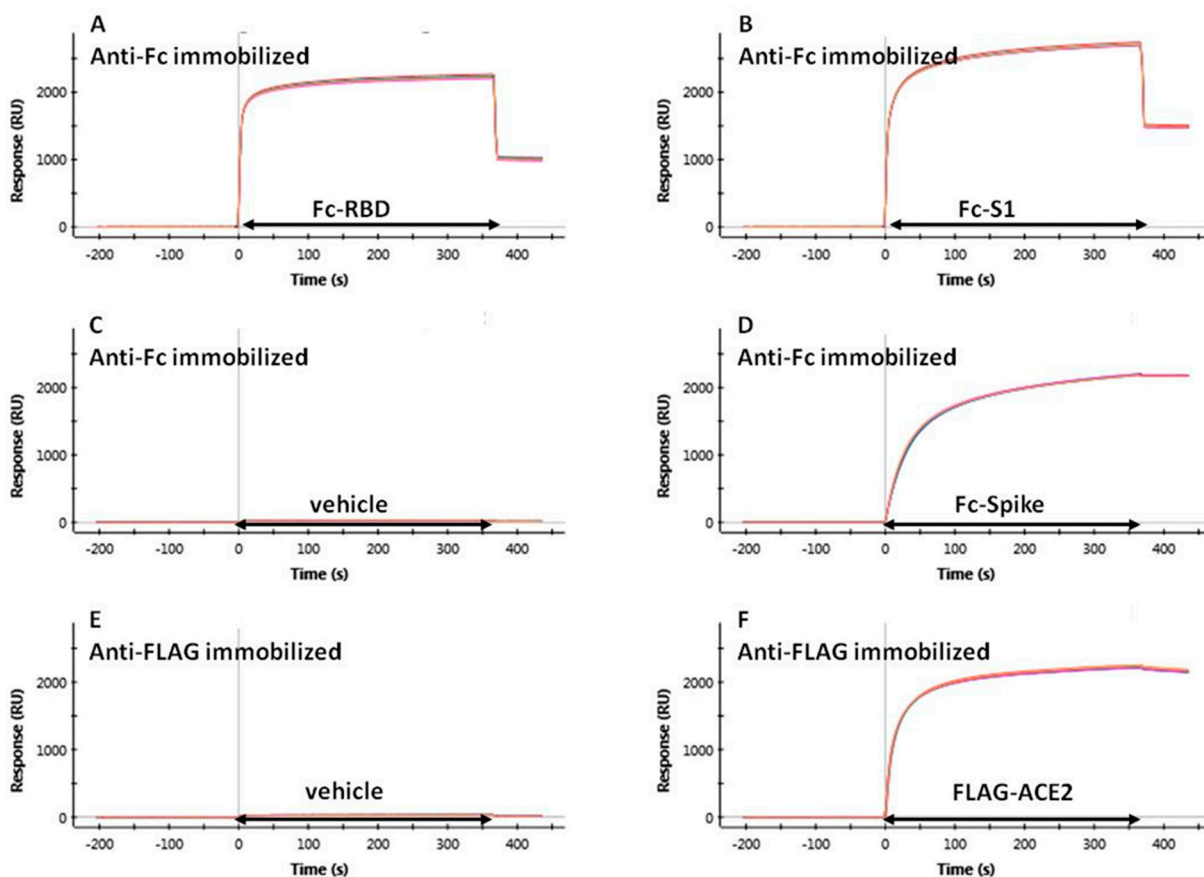 A
Anti-Fc immobilized
Response (RU)
2000
1000
0
Fc-RBD
-200 -100 0 100 200 300 400
Time (s)
B
Anti-Fc immobilized
Response (RU)
2000
1000
0
Fc-S1
-200 -100 0 100 200 300 400
Time (s)
C
Anti-Fc immobilized
Response (RU)
2000
1000
0
vehicle
-200 -100 0 100 200 300 400
Time (s)
D
Anti-Fc immobilized
Response (RU)
2000
1000
0
Fc-Spike
-200 -100 0 100 200 300 400
Time (s)
E
Anti-FLAG immobilized
Response (RU)
2000
1000
0
vehicle
-200 -100 0 100 200 300 400
Time (s)
F
Anti-FLAG immobilized
Response (RU)
2000
1000
0
FLAG-ACE2
-200 -100 0 100 200 300 400
Time (s)